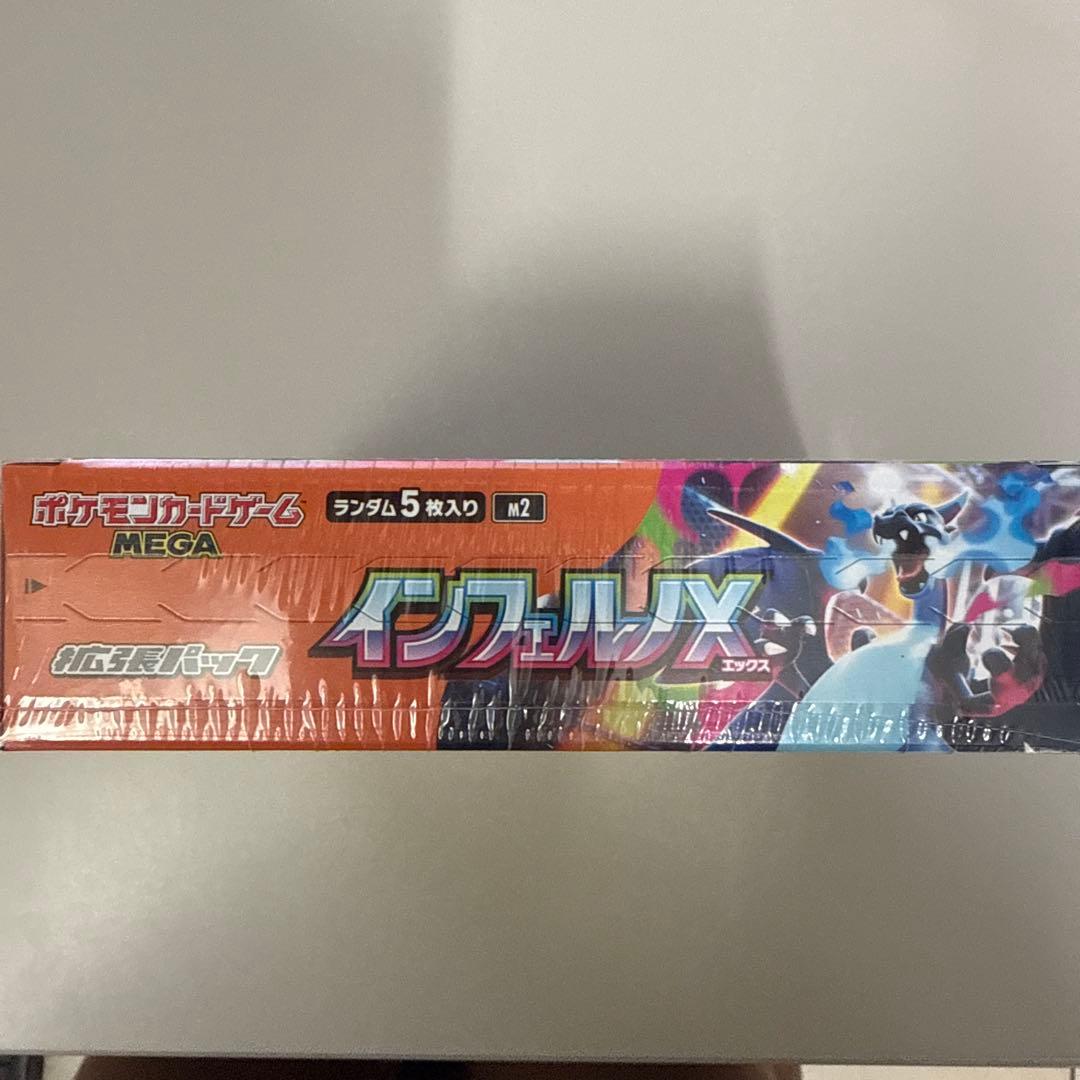 ポケモンカードゲーム
MEGA
ランダム5枚入り
M2
インフェルノX
エックス
拡張パック